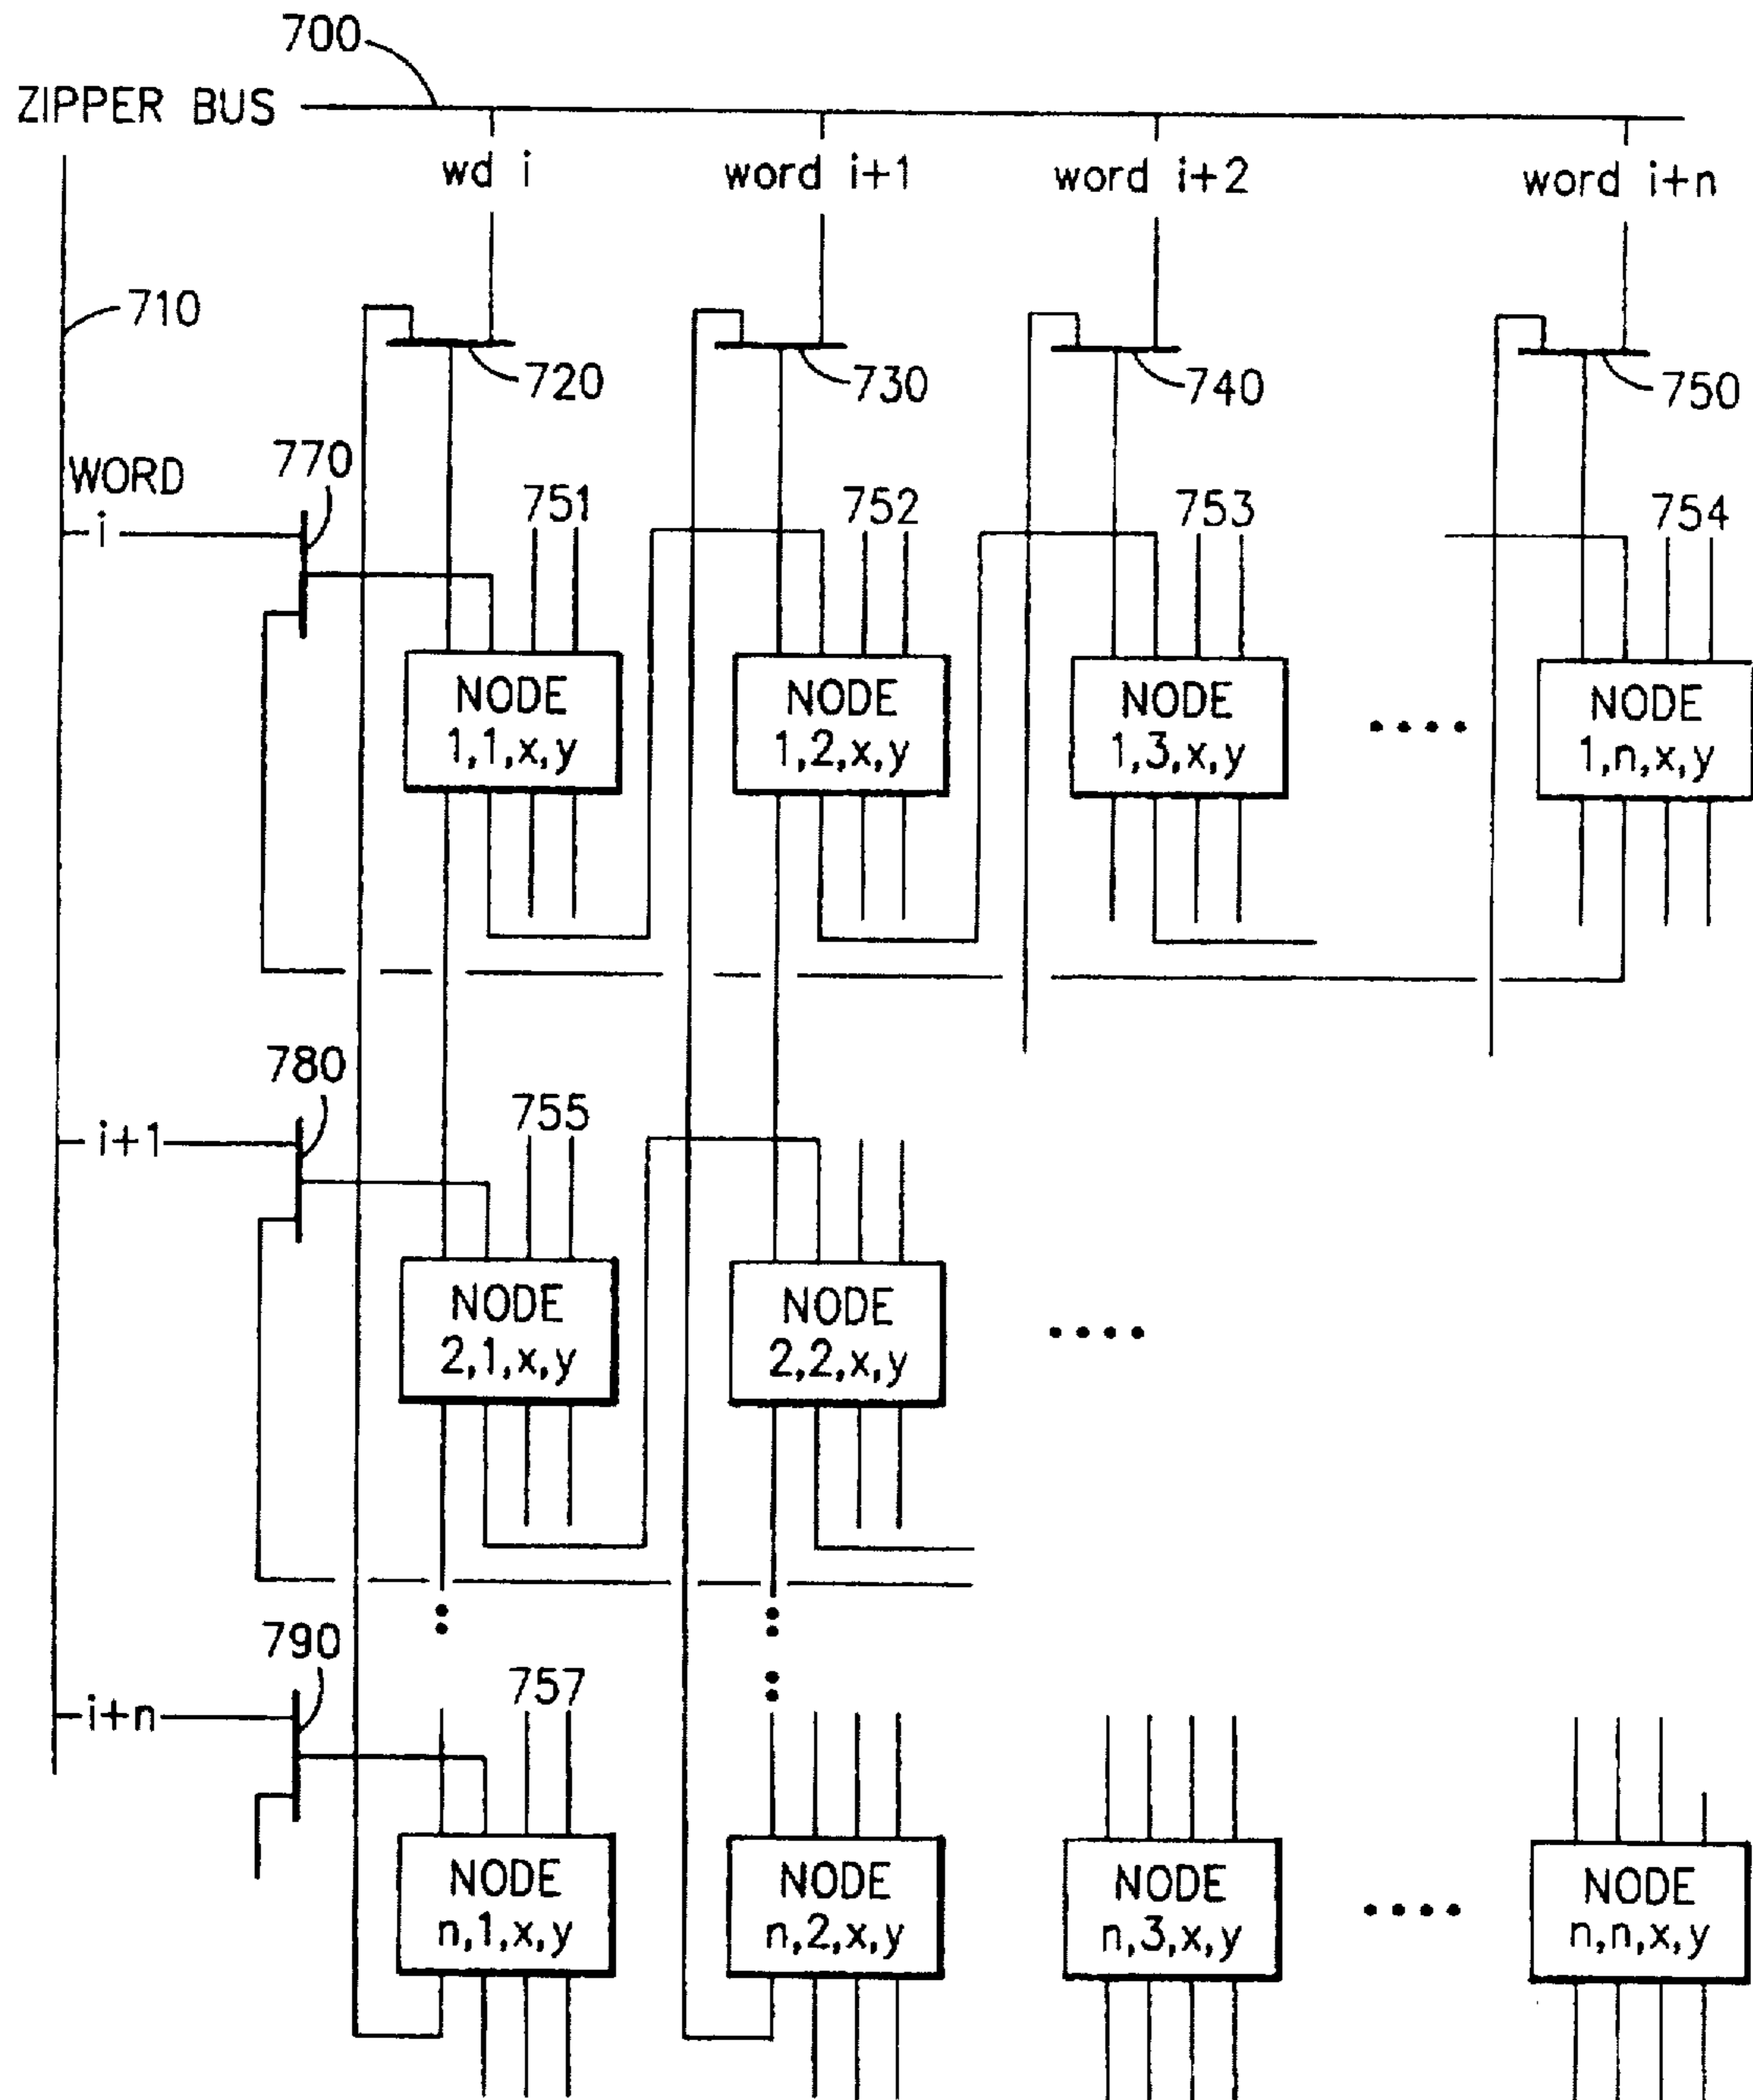 700
ZIPPER BUS
wd i
word i+1
word i+2
word i+n
710
720
730
740
750
WORD
i
770
751
752
753
754
NODE
1,1,x,y
NODE
1,2,x,y
NODE
1,3,x,y
....
NODE
1,n,x,y
780
i+1
755
NODE
2,1,x,y
NODE
2,2,x,y
....
790
i+n
757
NODE
n,1,x,y
NODE
n,2,x,y
NODE
n,3,x,y
....
NODE
n,n,x,y